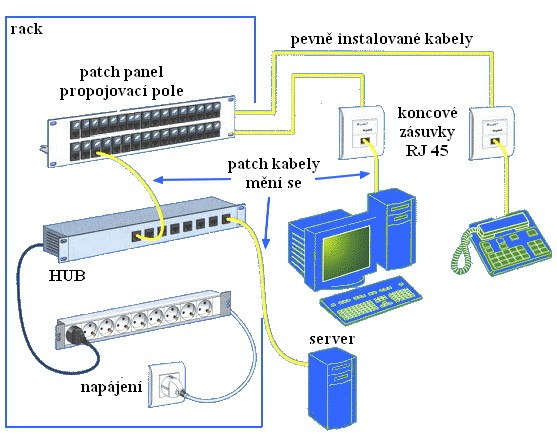 rack
pevně instalované kabely
patch panel
propojovací pole
koncové
zásuvky
RJ 45
patch kabely
mění se
HUB
server
napájení